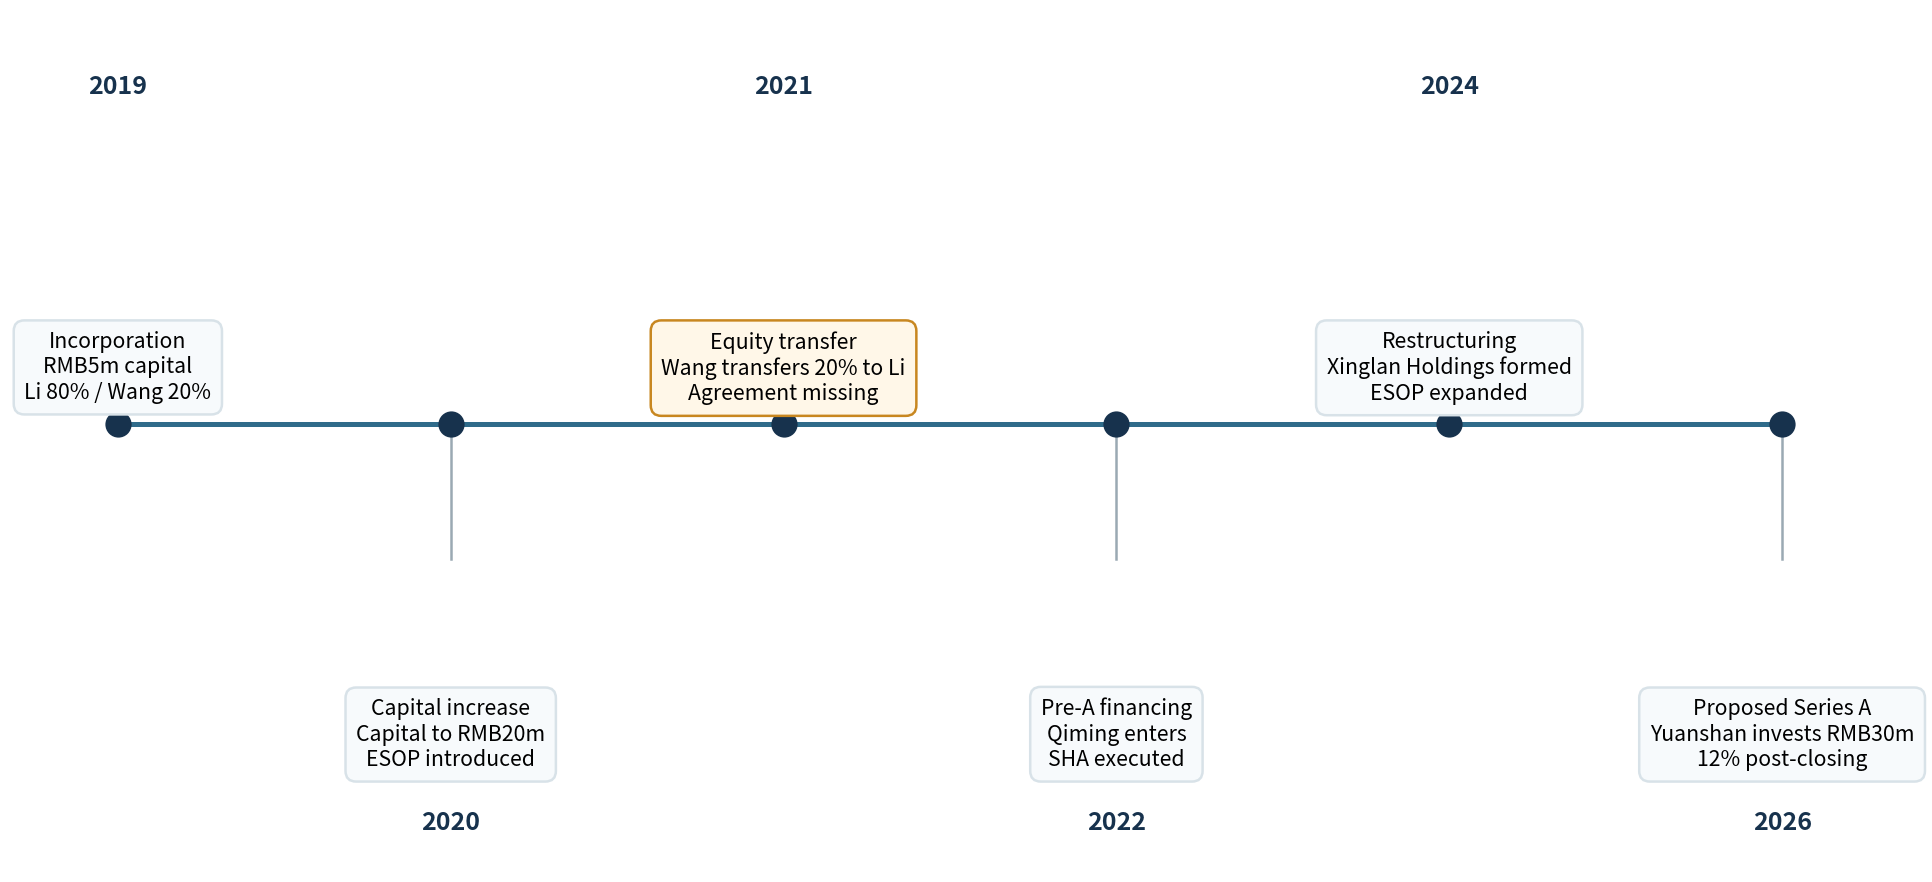 2019
Incorporation
RMB5m capital
Li 80% / Wang 20%
Capital increase
Capital to RMB20m
ESOP introduced
2020
2021
Equity transfer
Wang transfers 20% to Li
Agreement missing
Pre-A financing
Qiming enters
SHA executed
2022
2024
Restructuring
Xinglan Holdings formed
ESOP expanded
Proposed Series A
Yuanshan invests RMB30m
12% post-closing
2026